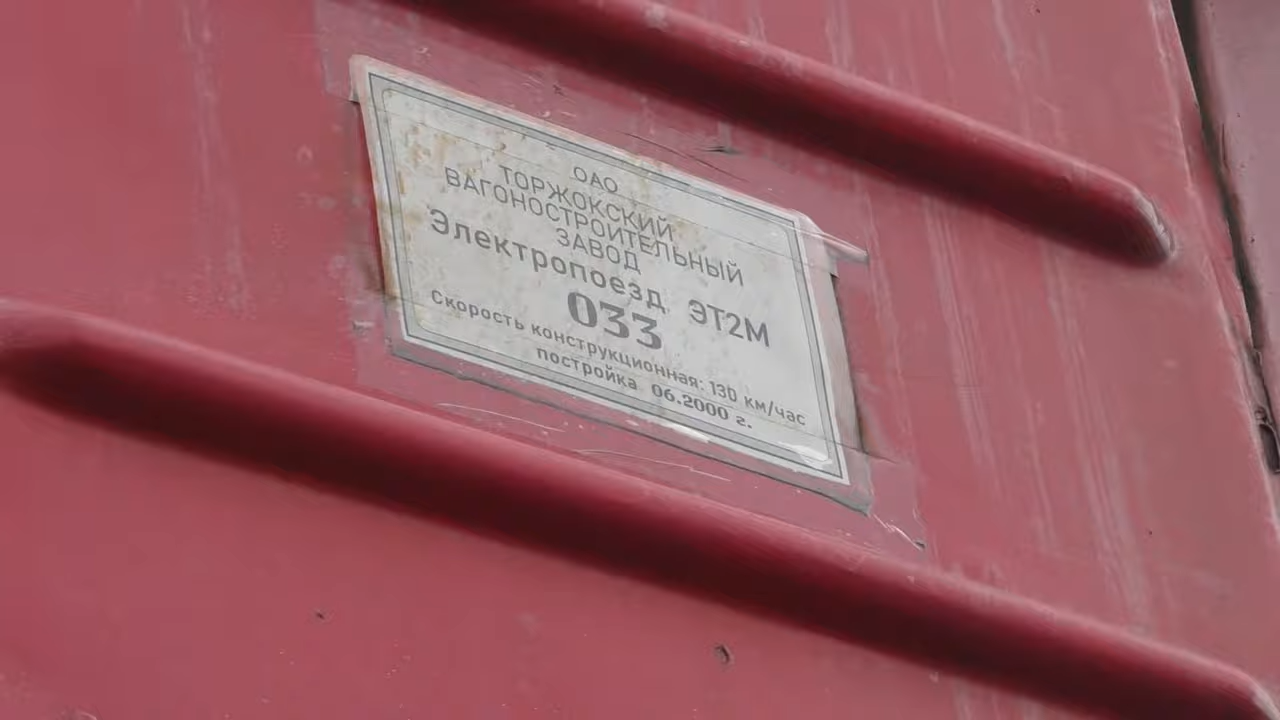 ОАО
ТОРЖОКСКИЙ
ВАГОНОСТРОИТЕЛЬНЫЙ
ЗАВОД
Электропоезд ЭТ2М
033
Скорость конструкционная: 130 км/час
постройка 06.2000 г.